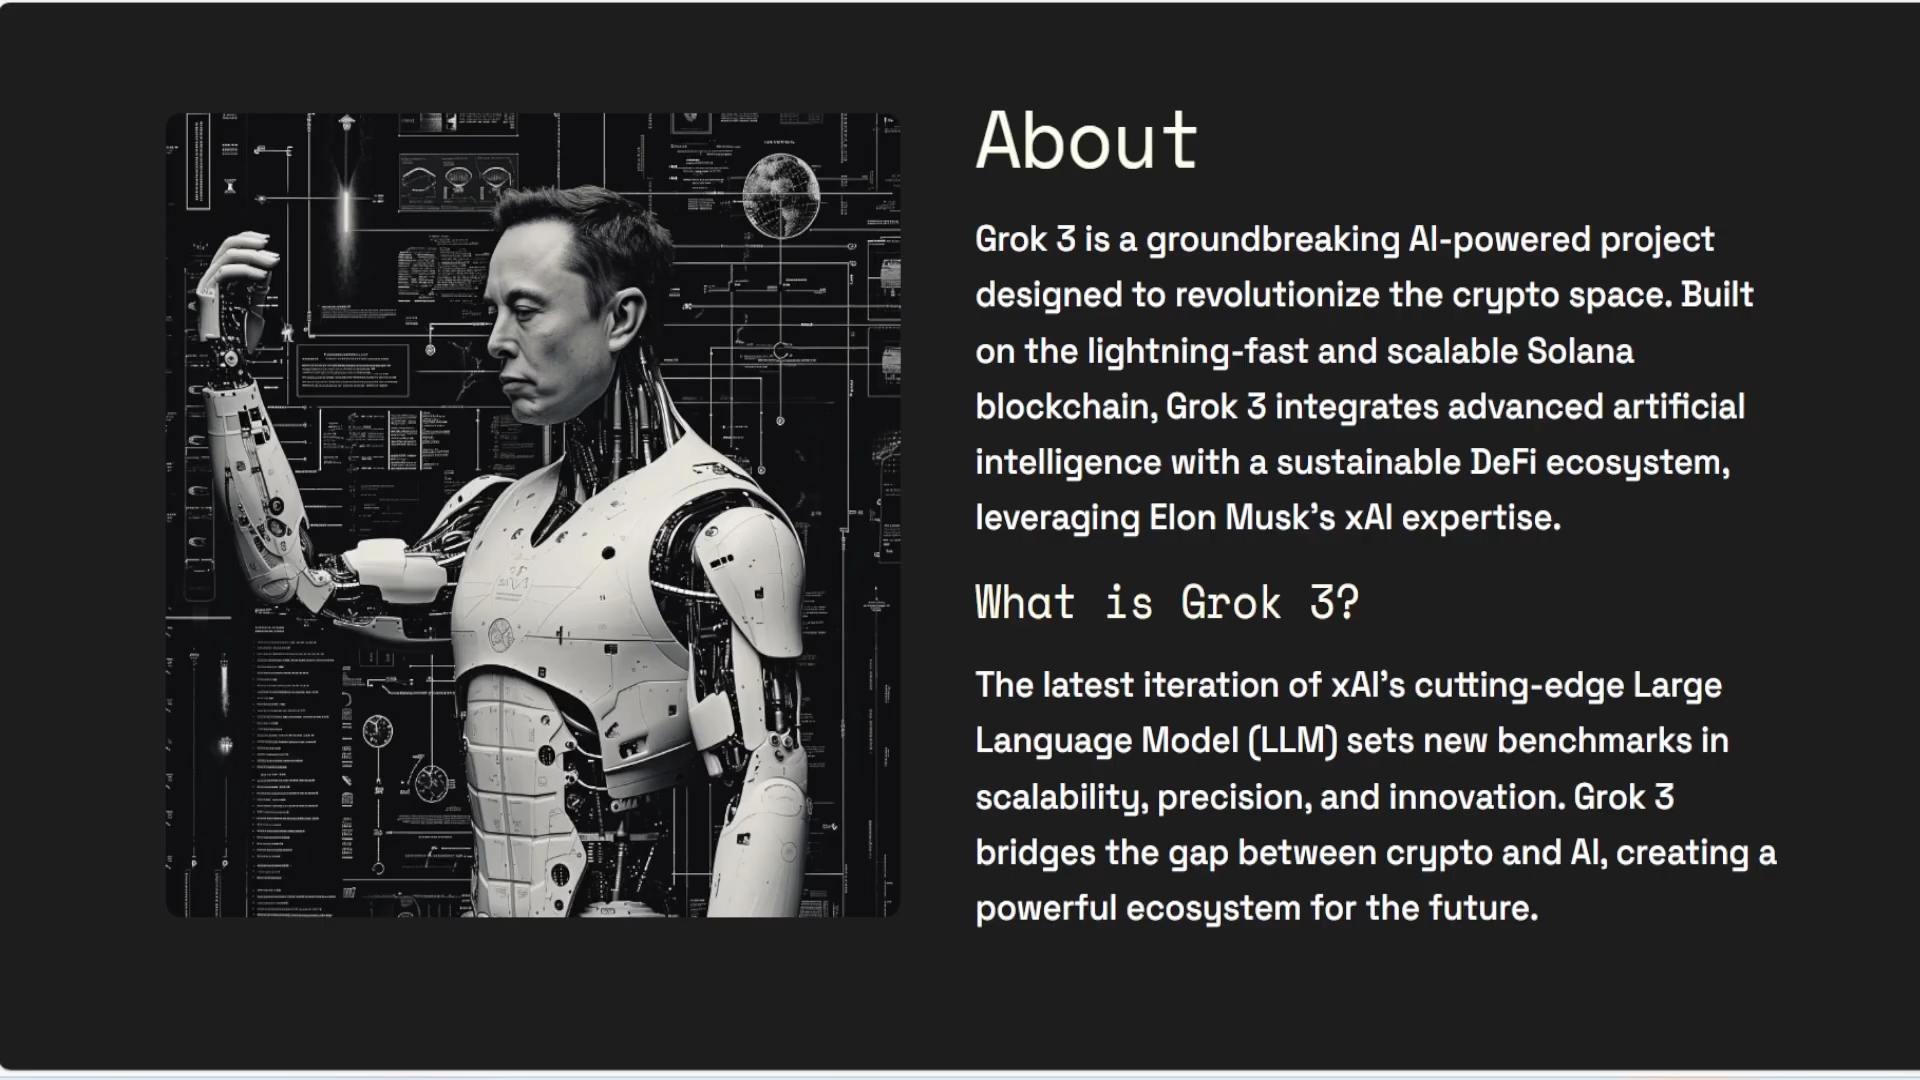 About
Grok 3 is a groundbreaking AI-powered project
designed to revolutionize the crypto space. Built
on the lightning-fast and scalable Solana
blockchain, Grok 3 integrates advanced artificial
intelligence with a sustainable DeFi ecosystem,
leveraging Elon Musk’s xAI expertise.
What is Grok 3?
The latest iteration of xAI’s cutting-edge Large
Language Model (LLM) sets new benchmarks in
scalability, precision, and innovation. Grok 3
bridges the gap between crypto and AI, creating a
powerful ecosystem for the future.